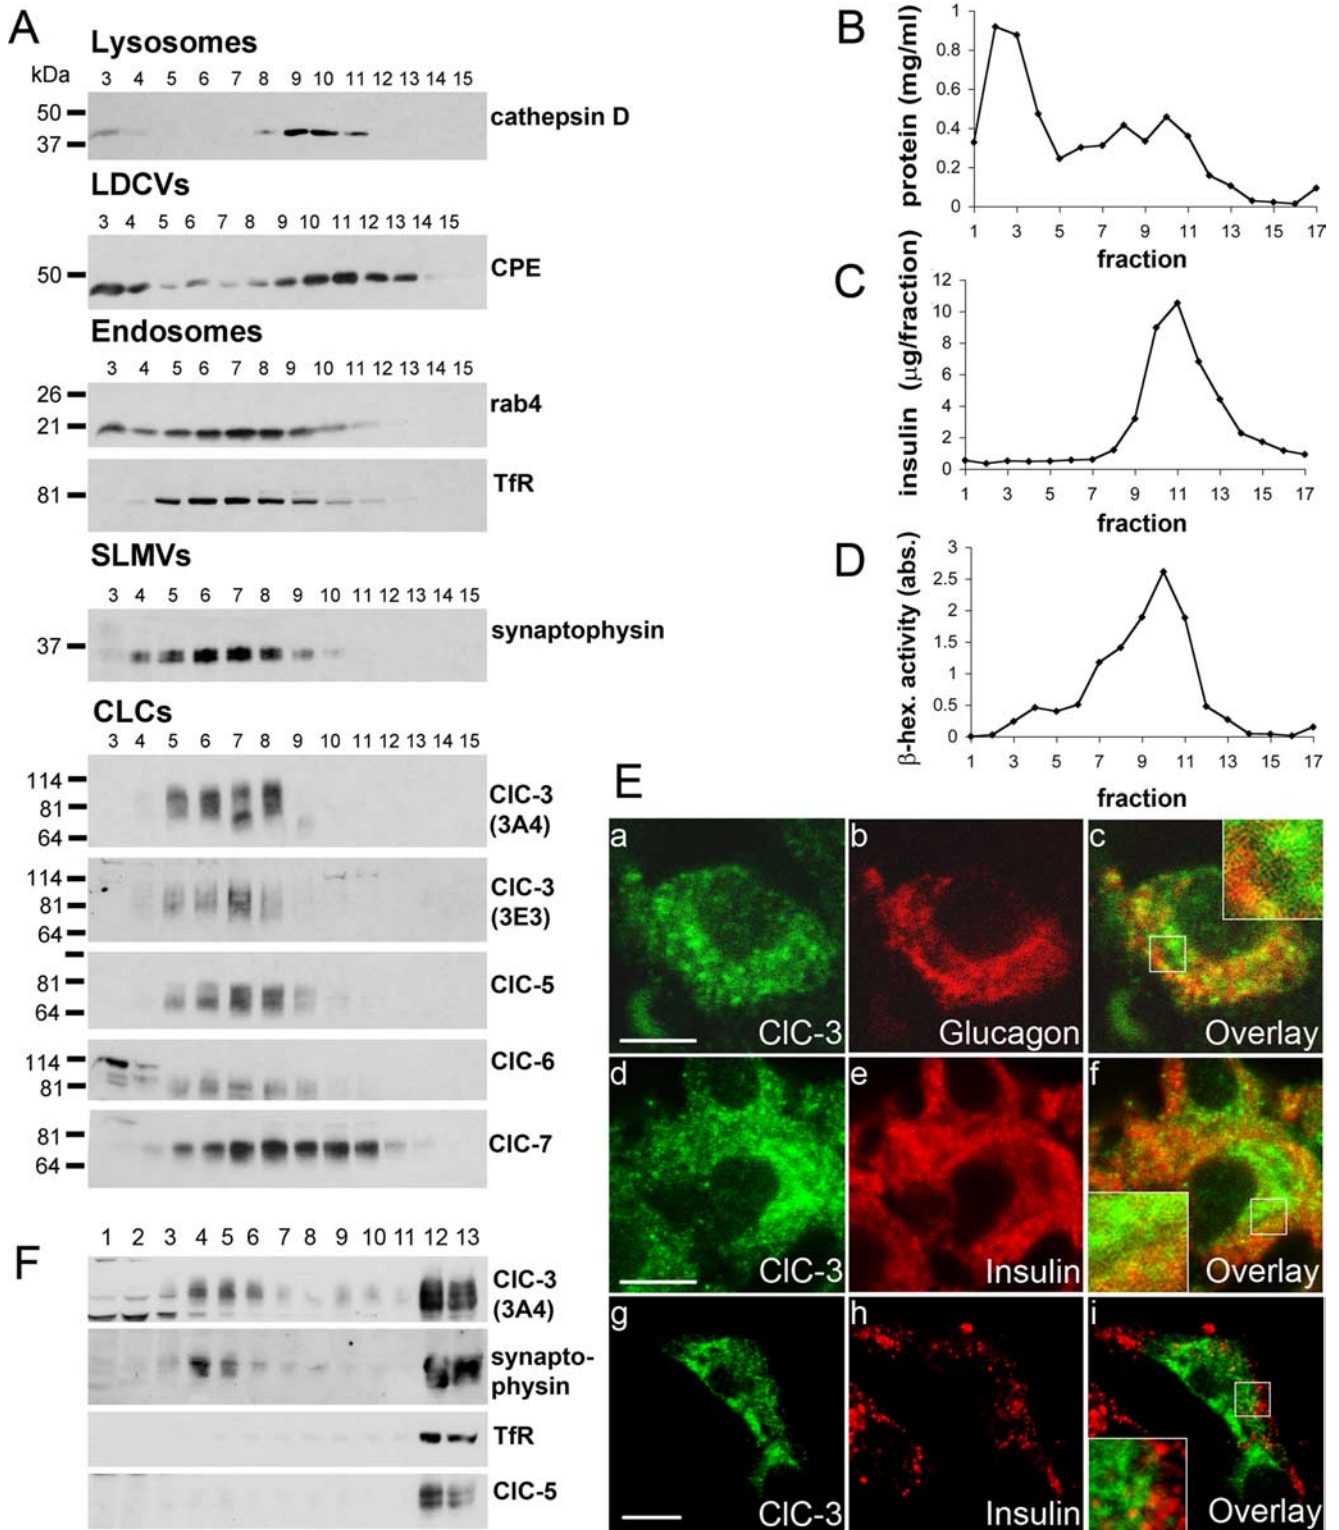 A
Lysosomes
kDa
3 4 5 6 7 8 9 10 11 12 13 14 15
50
37
cathepsin D
LDCVs
3 4 5 6 7 8 9 10 11 12 13 14 15
50
CPE
Endosomes
3 4 5 6 7 8 9 10 11 12 13 14 15
26
21
rab4
81
TfR
SLMVs
3 4 5 6 7 8 9 10 11 12 13 14 15
37
synaptophysin
CLCs
3 4 5 6 7 8 9 10 11 12 13 14 15
114
81
64
ClC-3
(3A4)
114
81
64
ClC-3
(3E3)
81
64
ClC-5
114
81
ClC-6
81
64
ClC-7
B
protein (mg/ml)
1
0.8
0.6
0.4
0.2
0
1 3 5 7 9 11 13 15 17
fraction
C
insulin (μg/fraction)
12
10
8
6
4
2
0
1 3 5 7 9 11 13 15 17
fraction
D
β-hex. activity (abs.)
3
2.5
2
1.5
1
0.5
0
1 3 5 7 9 11 13 15 17
fraction
E
a
ClC-3
b
Glucagon
c
Overlay
d
ClC-3
e
Insulin
f
Overlay
g
ClC-3
h
Insulin
i
Overlay
F
1 2 3 4 5 6 7 8 9 10 11 12 13
ClC-3
(3A4)
synapto-
physin
TfR
ClC-5